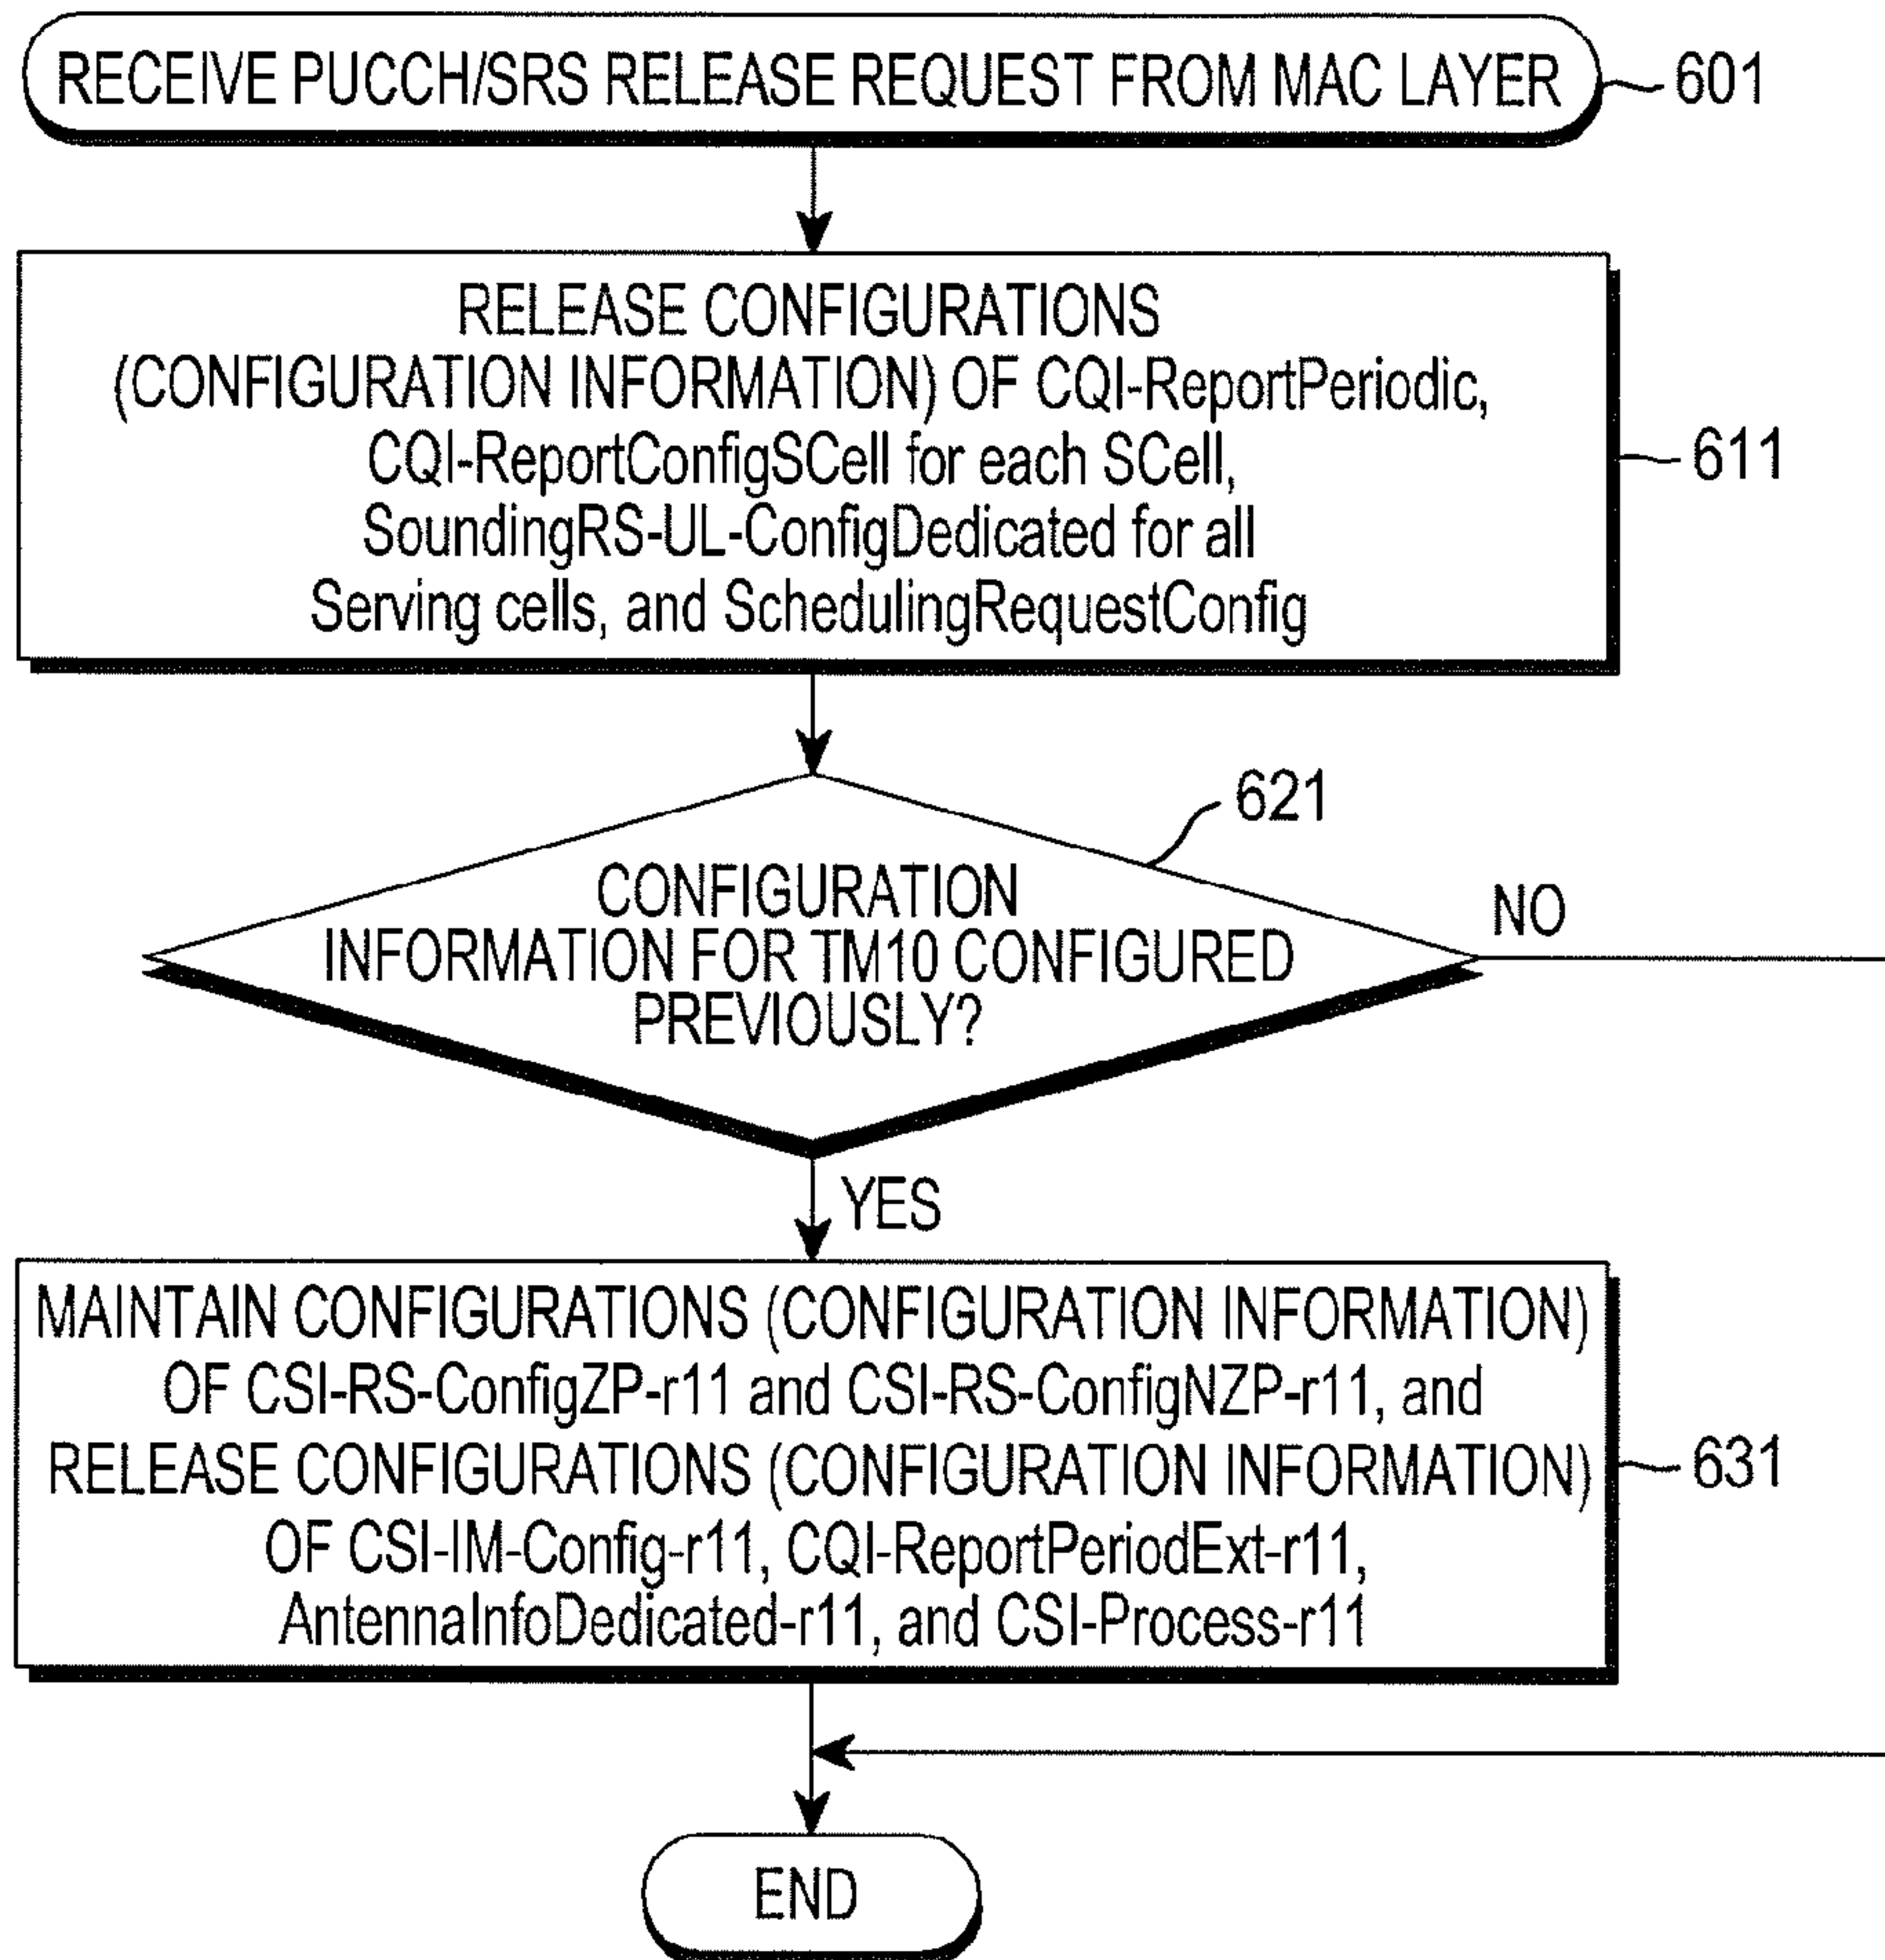 RECEIVE PUCCH/SRS RELEASE REQUEST FROM MAC LAYER
601
RELEASE CONFIGURATIONS
(CONFIGURATION INFORMATION) OF CQI-ReportPeriodic,
CQI-ReportConfigSCell for each SCell,
SoundingRS-UL-ConfigDedicated for all
Serving cells, and SchedulingRequestConfig
611
621
CONFIGURATION
INFORMATION FOR TM10 CONFIGURED
PREVIOUSLY?
NO
YES
MAINTAIN CONFIGURATIONS (CONFIGURATION INFORMATION)
OF CSI-RS-ConfigZP-r11 and CSI-RS-ConfigNZP-r11, and
RELEASE CONFIGURATIONS (CONFIGURATION INFORMATION)
OF CSI-IM-Config-r11, CQI-ReportPeriodExt-r11,
AntennaInfoDedicated-r11, and CSI-Process-r11
631
END